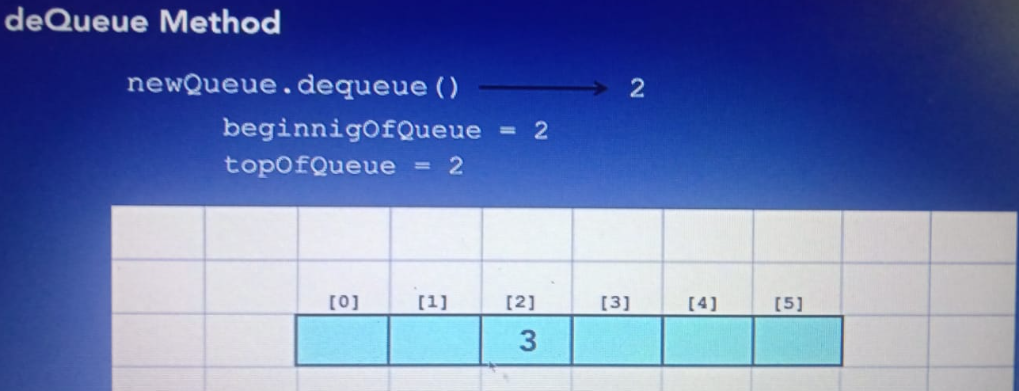 deQueue Method
newQueue.dequeue() 2
beginnigOfQueue = 2
topOfQueue = 2
[0] [1] [2] [3] [4] [5]
3